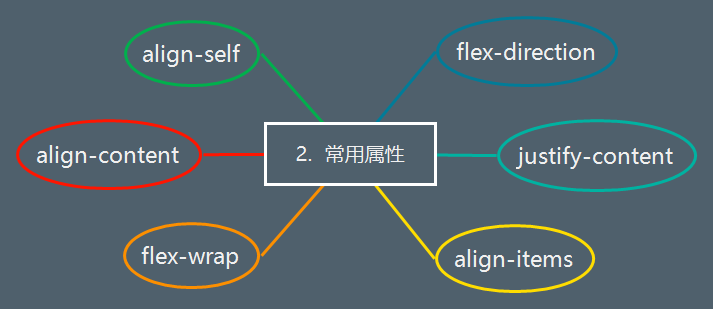 align-self
flex-direction
align-content
2. 常用属性
justify-content
flex-wrap
align-items